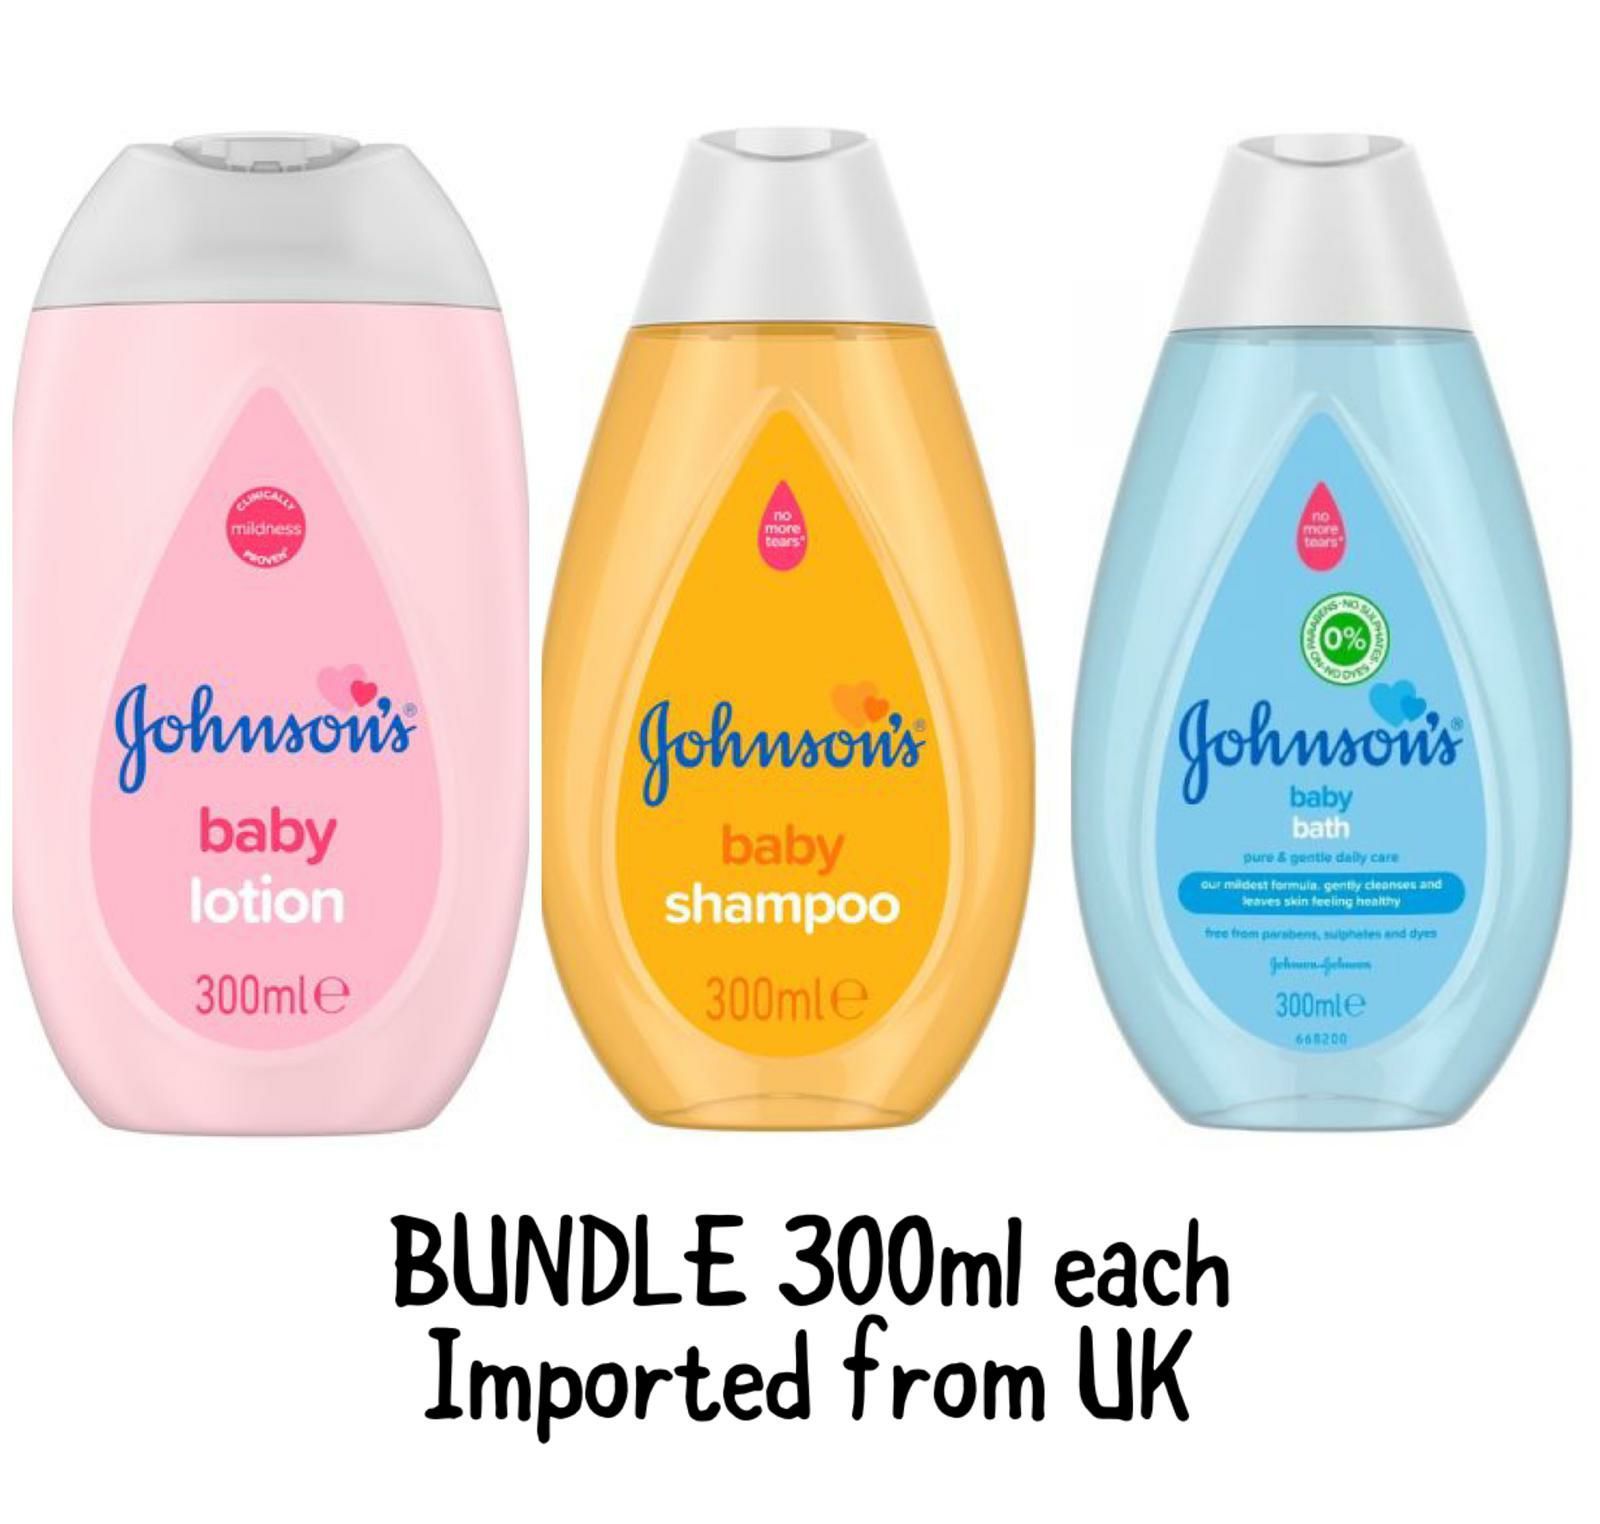 CLINICALLY
mildness
PROVEN
Johnson's®
baby
lotion
300ml e
no
more
tears*
Johnson's®
baby
shampoo
300ml e
no
more
tears*
NO PARABENS · NO SULPHATES · NO DYES ·
0%
Johnson's®
baby
bath
pure & gentle daily care
our mildest formula. gently cleanses and
leaves skin feeling healthy
free from parabens, sulphates and dyes
Johnson & Johnson
300ml e
668200
BUNDLE 300ml each
Imported from UK